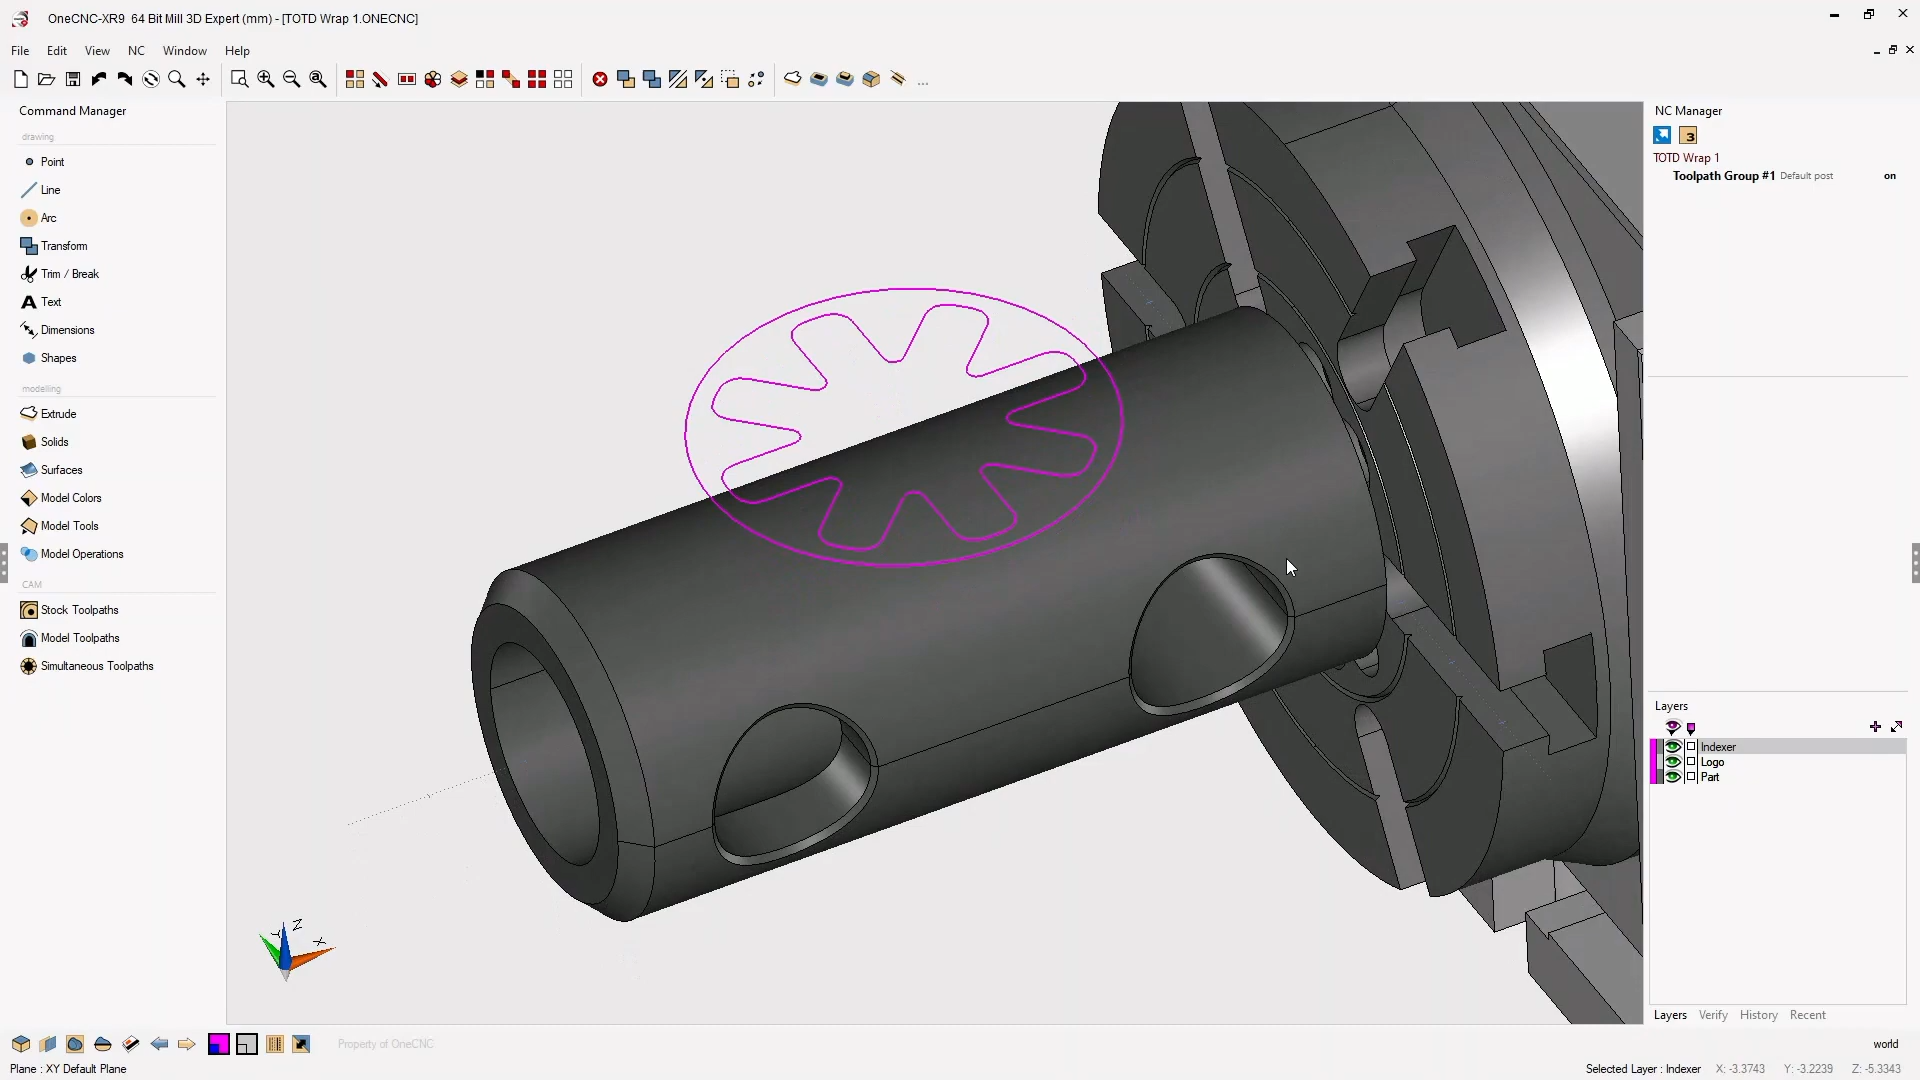 OneCNC-XR9 64 Bit Mill 3D Expert (mm) - [TOTD Wrap 1.ONECNC]
File Edit View NC Window Help
Command Manager
drawing
Point
Line
Arc
Transform
Trim / Break
Text
Dimensions
Shapes
modelling
Extrude
Solids
Surfaces
Model Colors
Model Tools
Model Operations
CAM
Stock Toolpaths
Model Toolpaths
Simultaneous Toolpaths
Y Z X
NC Manager
3
TOTD Wrap 1
Toolpath Group #1 Default post on
Layers
Indexer
Logo
Part
Layers Verify History Recent
Property of OneCNC
world
Plane : XY Default Plane
Selected Layer : Indexer X: -3.3743 Y: -3.2239 Z: -5.3343